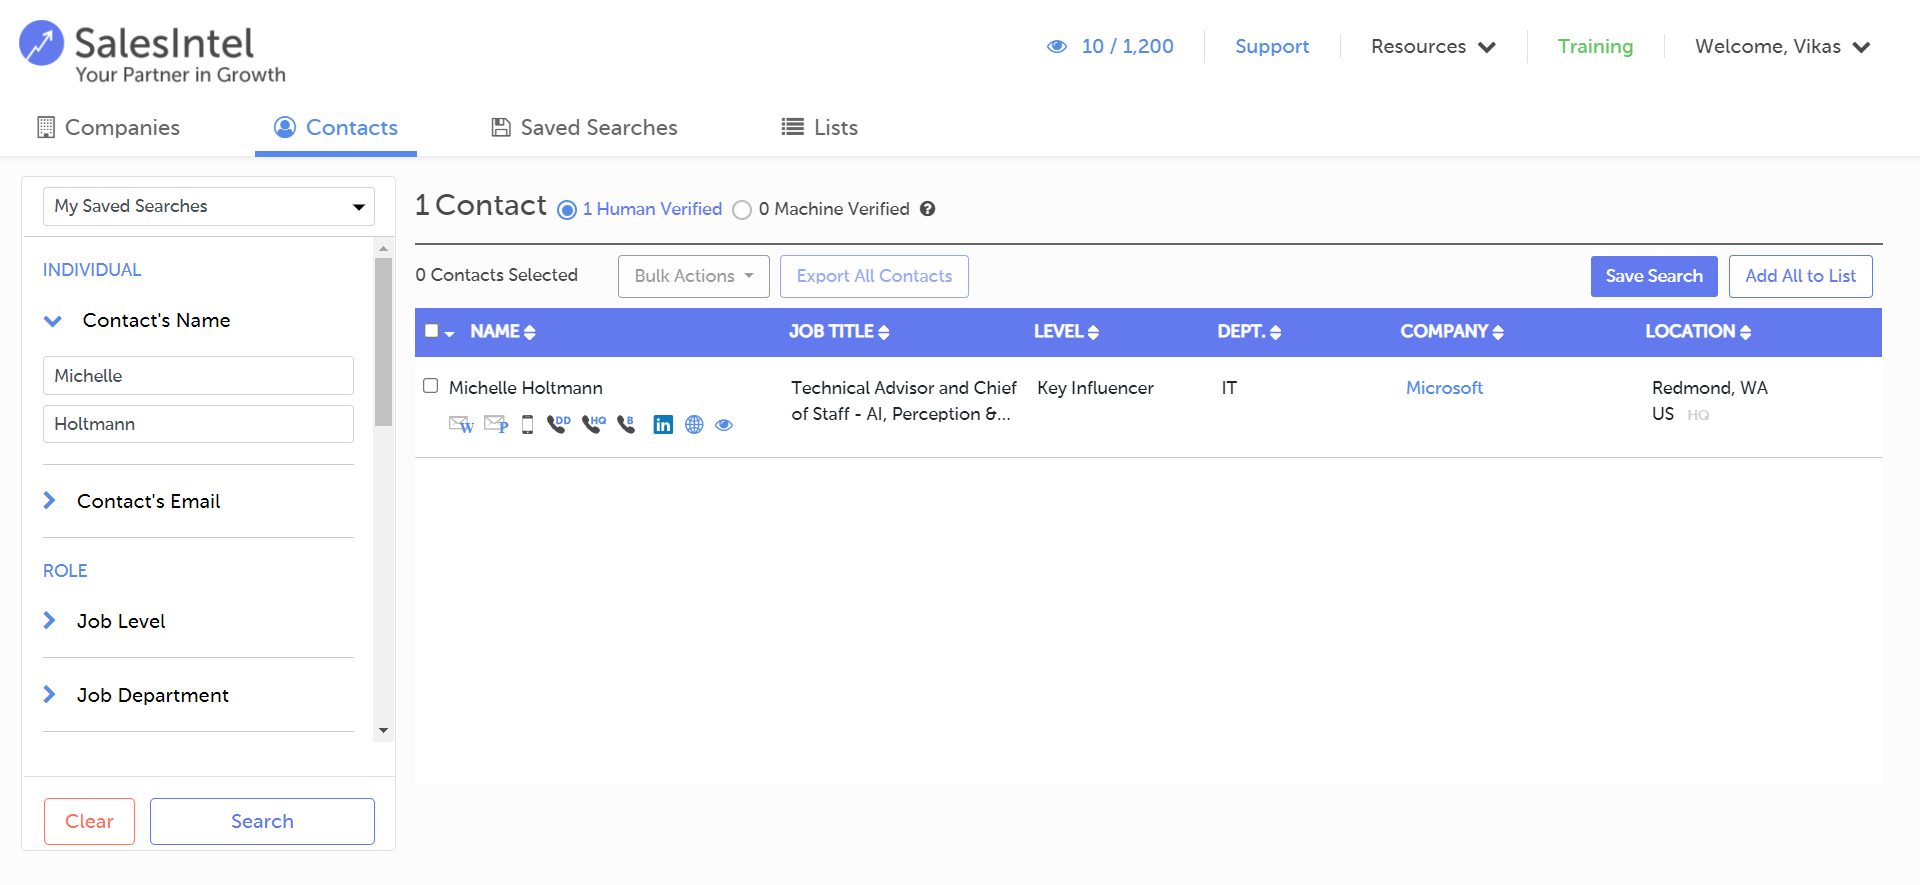 SalesIntel
Your Partner in Growth
10 / 1,200
Support
Resources
Training
Welcome, Vikas
Companies
Contacts
Saved Searches
Lists
My Saved Searches
INDIVIDUAL
Contact's Name
Michelle
Holtmann
Contact's Email
ROLE
Job Level
Job Department
Clear
Search
1 Contact
1 Human Verified
0 Machine Verified
?
0 Contacts Selected
Bulk Actions
Export All Contacts
Save Search
Add All to List
NAME JOB TITLE LEVEL DEPT. COMPANY LOCATION
Michelle Holtmann
W P DD HQ B in
Technical Advisor and Chief
of Staff - AI, Perception &...
Key Influencer
IT
Microsoft
Redmond, WA
US HQ